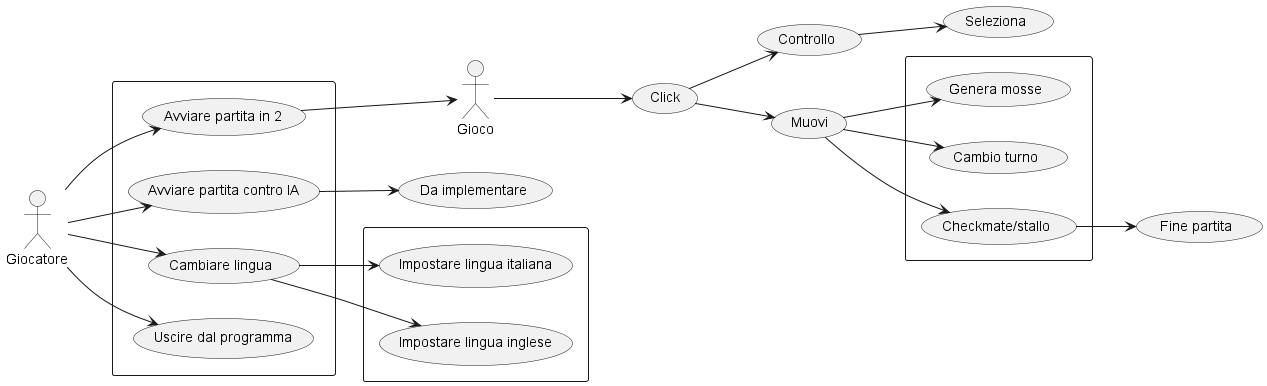 Giocatore
Avviare partita in 2
Avviare partita contro IA
Cambiare lingua
Uscire dal programma
Gioco
Da implementare
Impostare lingua italiana
Impostare lingua inglese
Click
Controllo
Muovi
Seleziona
Genera mosse
Cambio turno
Checkmate/stallo
Fine partita